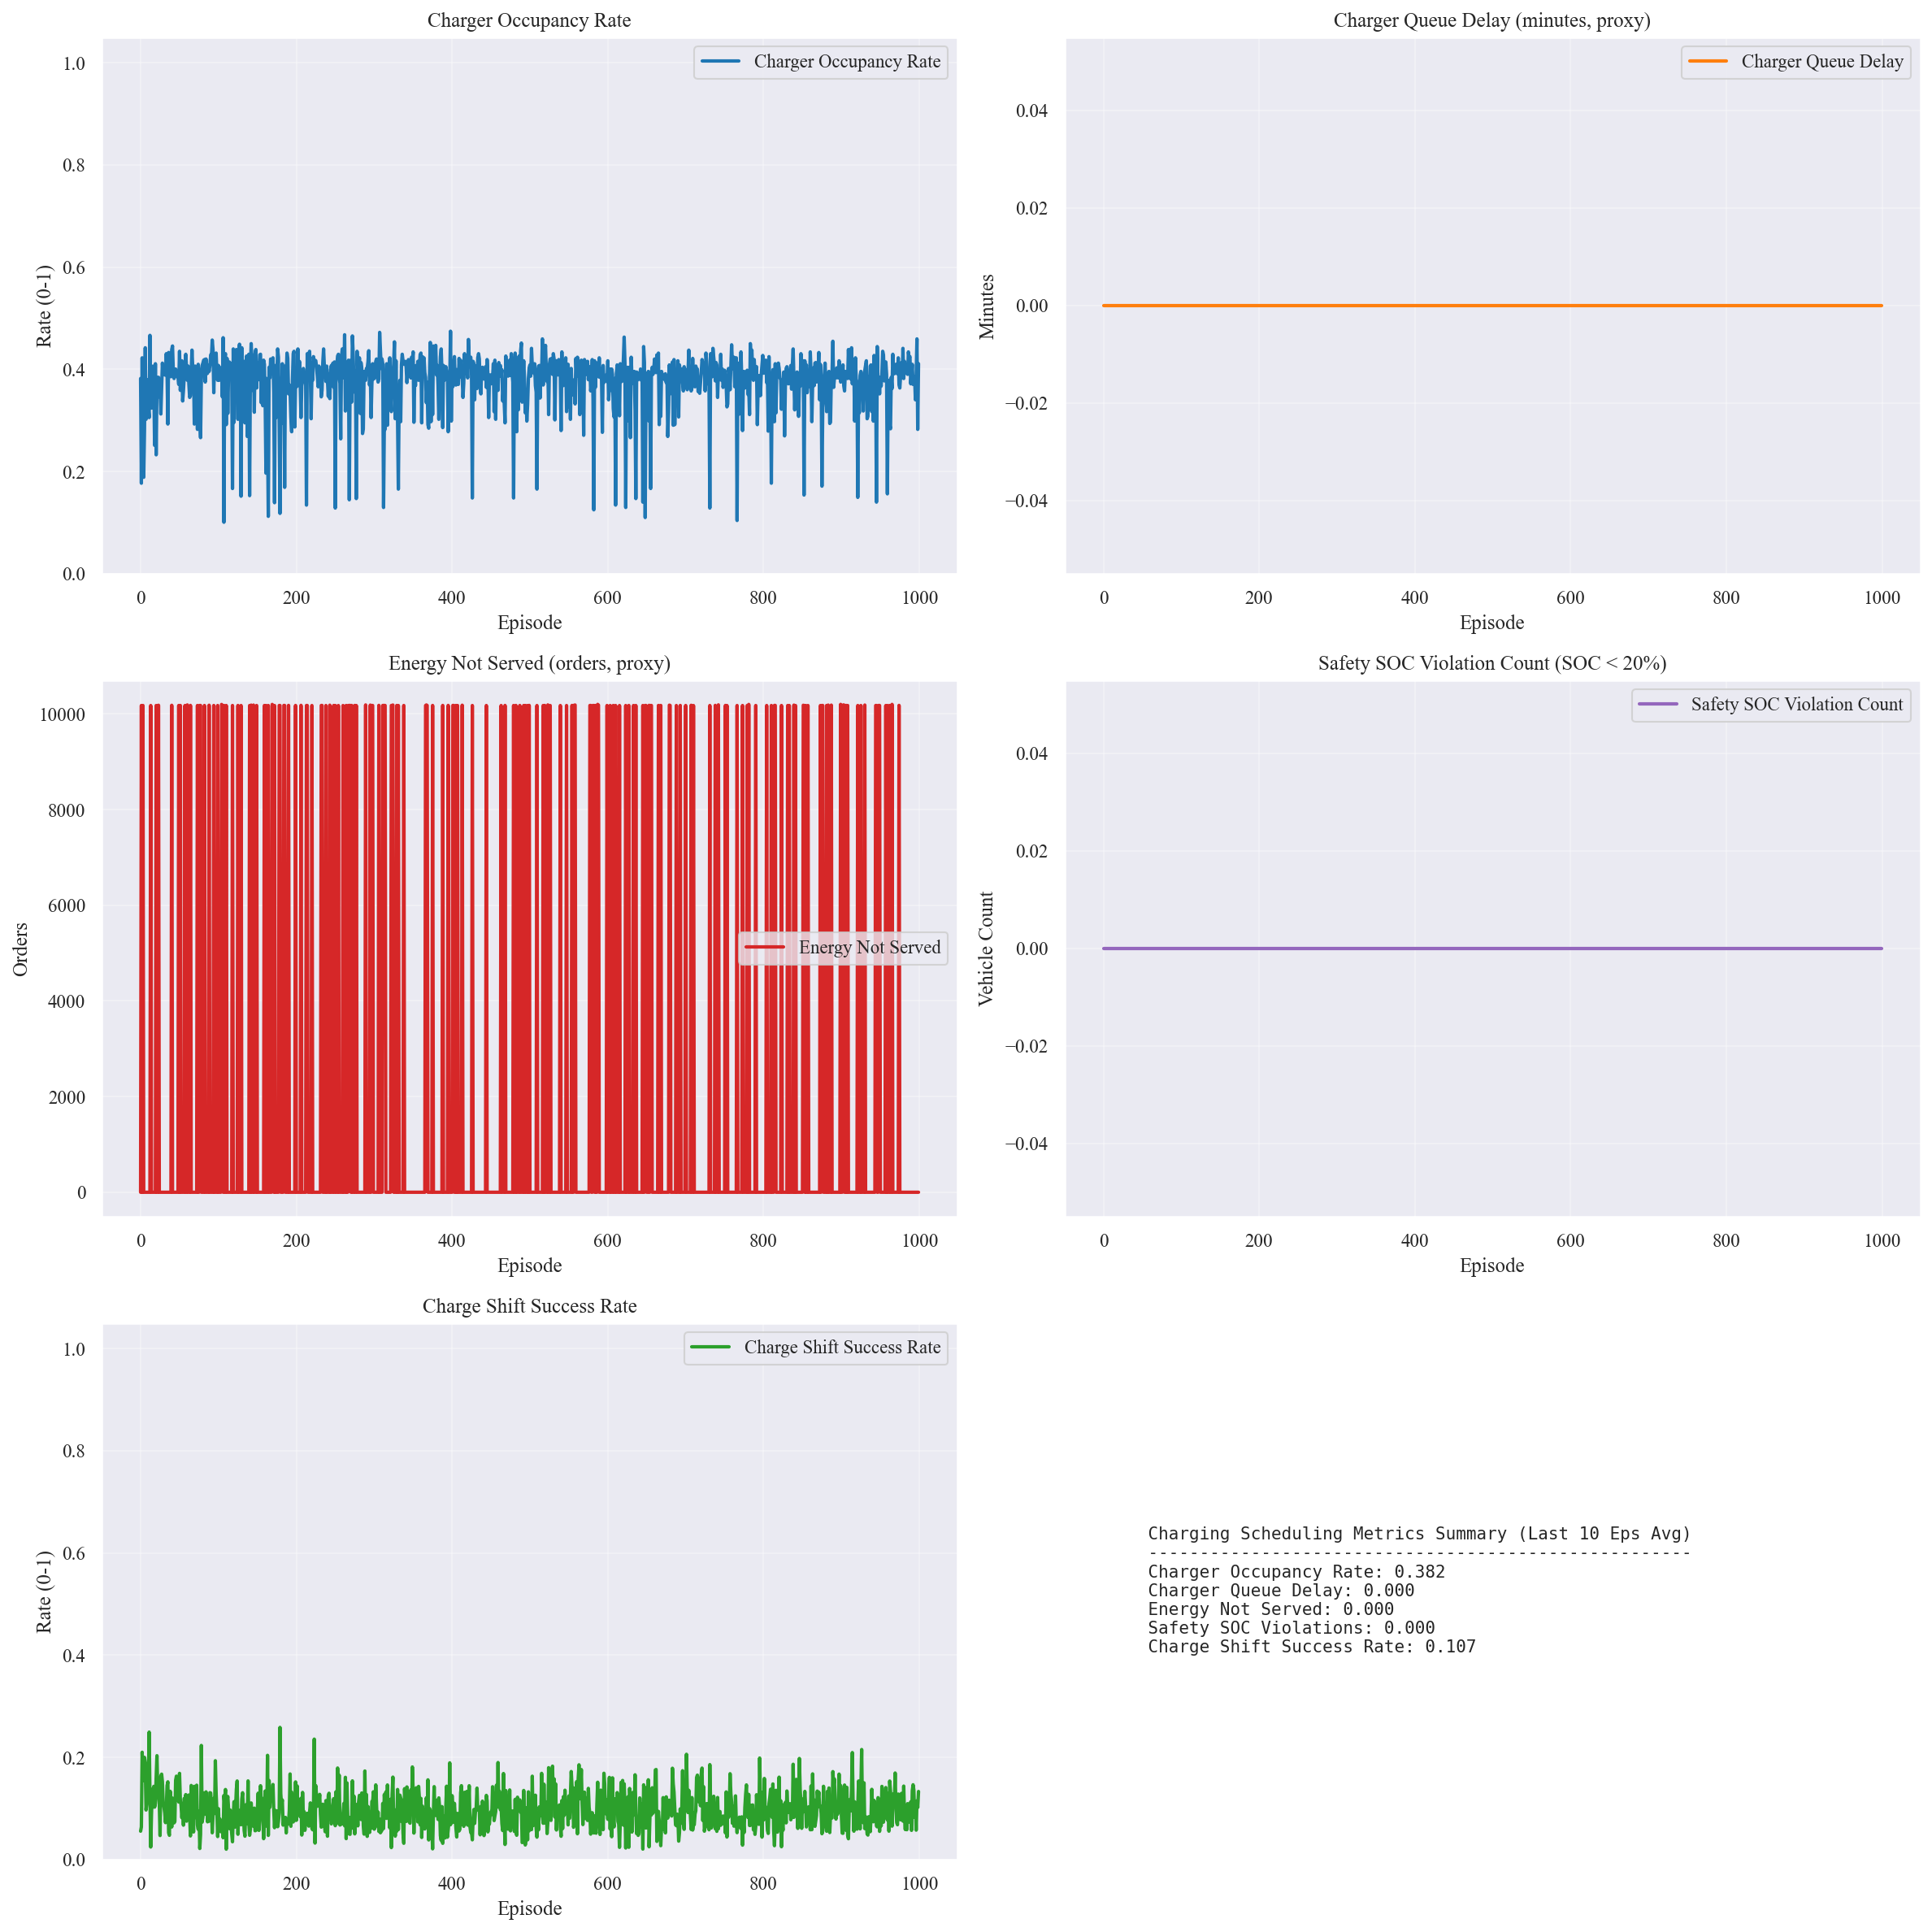 Charger Occupancy Rate
Charger Occupancy Rate
1.0
0.8
0.6
0.4
0.2
0.0
Rate (0-1)
0 200 400 600 800 1000
Episode
Charger Queue Delay (minutes, proxy)
Charger Queue Delay
0.04
0.02
0.00
−0.02
−0.04
Minutes
0 200 400 600 800 1000
Episode
Energy Not Served (orders, proxy)
Energy Not Served
10000
8000
6000
4000
2000
0
Orders
0 200 400 600 800 1000
Episode
Safety SOC Violation Count (SOC < 20%)
Safety SOC Violation Count
0.04
0.02
0.00
−0.02
−0.04
Vehicle Count
0 200 400 600 800 1000
Episode
Charge Shift Success Rate
Charge Shift Success Rate
1.0
0.8
0.6
0.4
0.2
0.0
Rate (0-1)
0 200 400 600 800 1000
Episode
Charging Scheduling Metrics Summary (Last 10 Eps Avg)
-----------------------------------------------------
Charger Occupancy Rate: 0.382
Charger Queue Delay: 0.000
Energy Not Served: 0.000
Safety SOC Violations: 0.000
Charge Shift Success Rate: 0.107